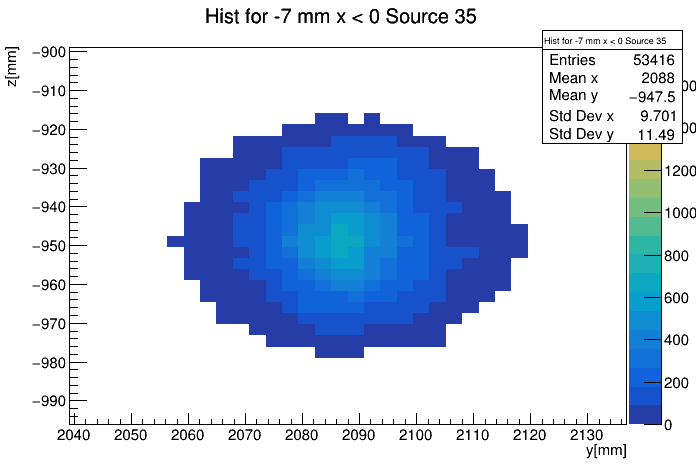 Hist for -7 mm x < 0 Source 35
z[mm]
−900
−910
−920
−930
−940
−950
−960
−970
−980
−990
2040 2050 2060 2070 2080 2090 2100 2110 2120 2130
y[mm]
Hist for -7 mm x < 0 Source 35
Entries 53416
Mean x 2088
Mean y −947.5
Std Dev x 9.701
Std Dev y 11.49
1200
1000
800
600
400
200
0